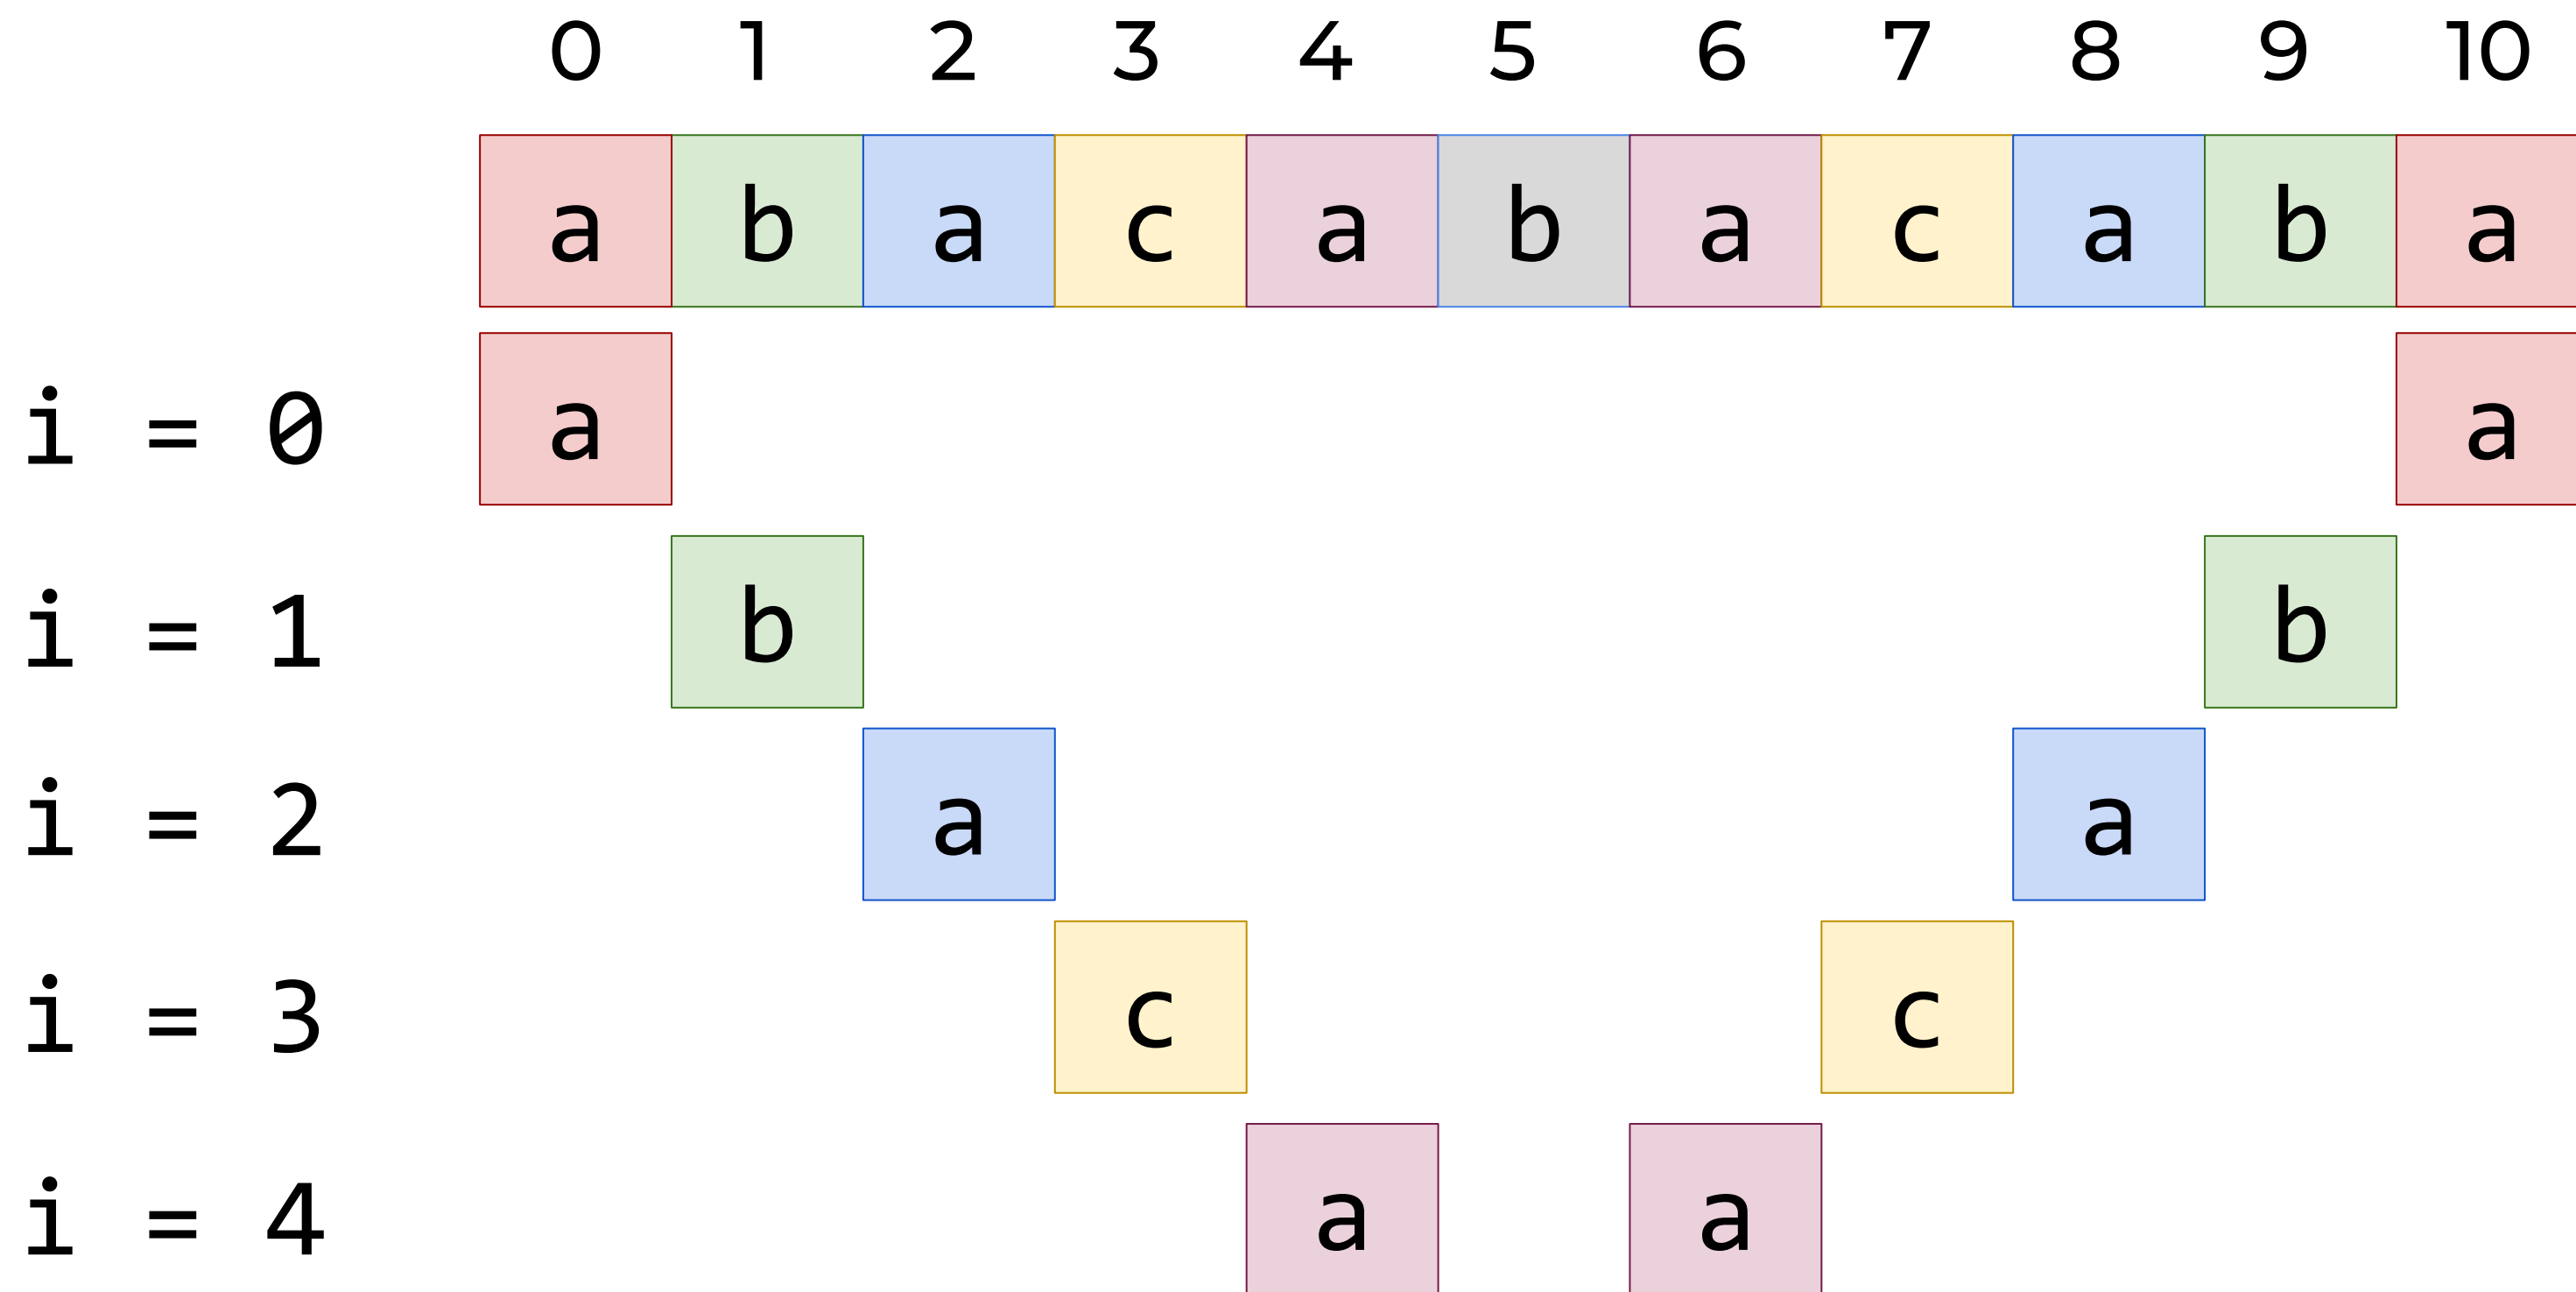 0 1 2 3 4 5 6 7 8 9 10
a b a c a b a c a b a
i = 0 a a
i = 1 b b
i = 2 a a
i = 3 c c
i = 4 a a